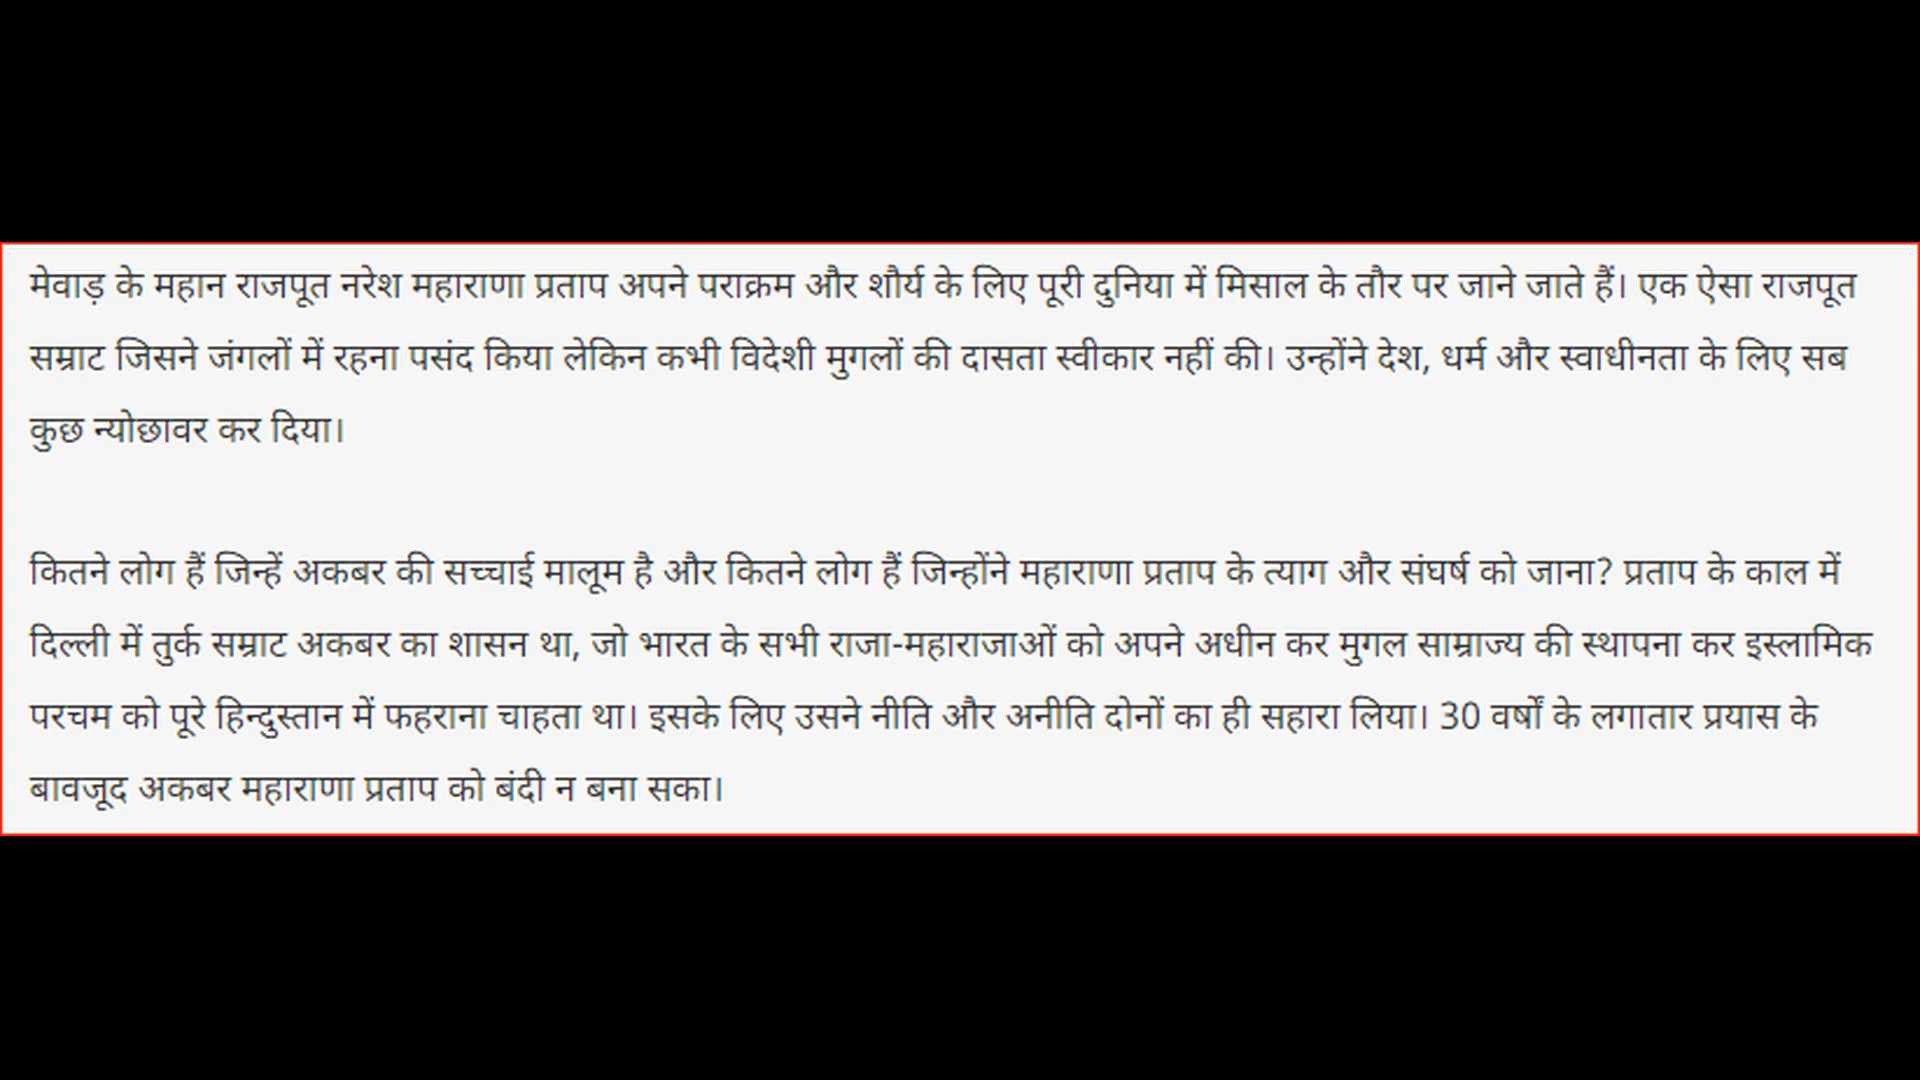 मेवाड़ के महान राजपूत नरेश महाराणा प्रताप अपने पराक्रम और शौर्य के लिए पूरी दुनिया में मिसाल के तौर पर जाने जाते हैं। एक ऐसा राजपूत
सम्राट जिसने जंगलों में रहना पसंद किया लेकिन कभी विदेशी मुगलों की दासता स्वीकार नहीं की। उन्होंने देश, धर्म और स्वाधीनता के लिए सब
कुछ न्योछावर कर दिया।
कितने लोग हैं जिन्हें अकबर की सच्चाई मालूम है और कितने लोग हैं जिन्होंने महाराणा प्रताप के त्याग और संघर्ष को जाना? प्रताप के काल में
दिल्ली में तुर्क सम्राट अकबर का शासन था, जो भारत के सभी राजा-महाराजाओं को अपने अधीन कर मुगल साम्राज्य की स्थापना कर इस्लामिक
परचम को पूरे हिन्दुस्तान में फहराना चाहता था। इसके लिए उसने नीति और अनीति दोनों का ही सहारा लिया। 30 वर्षों के लगातार प्रयास के
बावजूद अकबर महाराणा प्रताप को बंदी न बना सका।